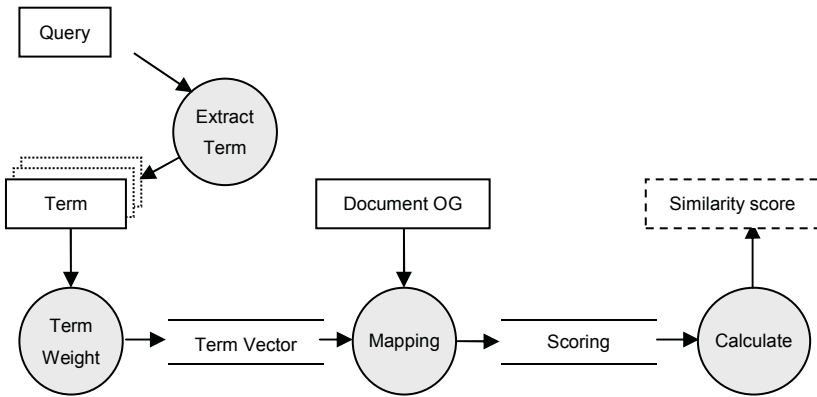 Query
Extract
Term
Term
Document OG
Similarity score
Term
Weight
Term Vector
Mapping
Scoring
Calculate